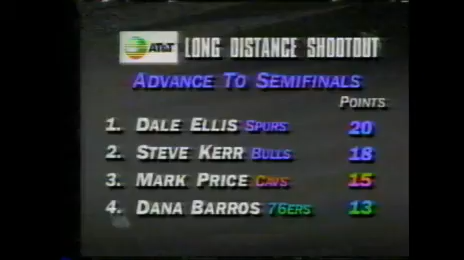 AT&T LONG DISTANCE SHOOTOUT
ADVANCE TO SEMIFINALS
POINTS
1. DALE ELLIS SPURS 20
2. STEVE KERR BULLS 18
3. MARK PRICE CAVS 15
4. DANA BARROS 76ERS 13